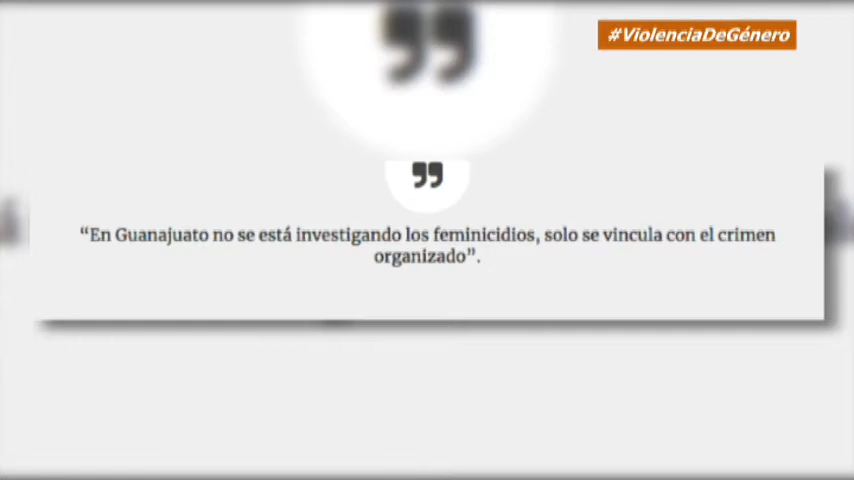 #ViolenciaDeGénero
“En Guanajuato no se está investigando los feminicidios, solo se vincula con el crimen
organizado”.